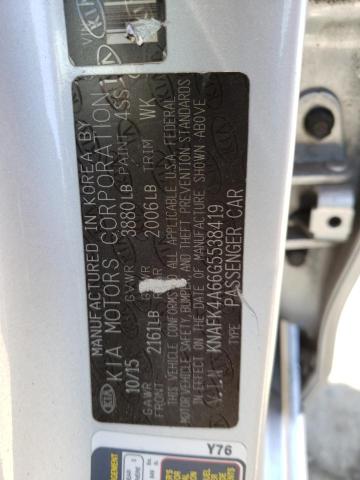 MANUFACTURED IN KOREA BY
KIA MOTORS CORPORATION
10/15 GVWR 3880LB PAINT 4SS
GAWR FRONT 2161LB GAWR 2006LB TRIM WK
THIS VEHICLE CONFORMS TO ALL APPLICABLE U.S.A. FEDERAL
MOTOR VEHICLE SAFETY AND THEFT PREVENTION STANDARDS
IN EFFECT ON THE DATE OF MANUFACTURE SHOWN ABOVE
V.I.N KNAFK4A66G5538419
TYPE PASSENGER CAR
KIA
Y76